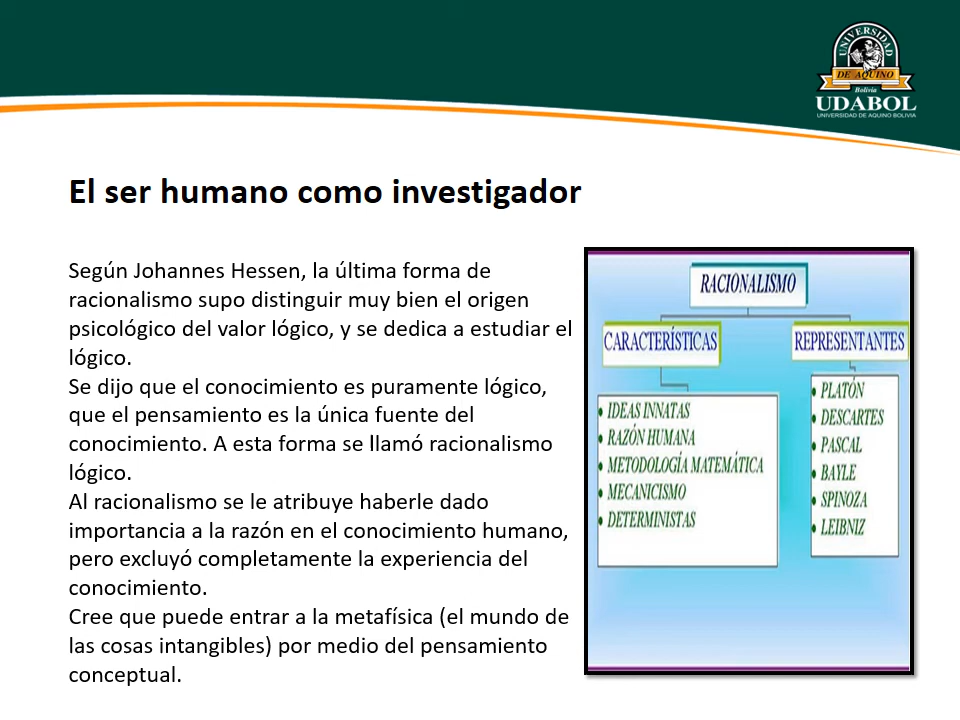 UNIVERSIDAD
DE AQUINO
Bolivia
UDABOL
UNIVERSIDAD DE AQUINO BOLIVIA
El ser humano como investigador
Según Johannes Hessen, la última forma de
racionalismo supo distinguir muy bien el origen
psicológico del valor lógico, y se dedica a estudiar el
lógico.
Se dijo que el conocimiento es puramente lógico,
que el pensamiento es la única fuente del
conocimiento. A esta forma se llamó racionalismo
lógico.
Al racionalismo se le atribuye haberle dado
importancia a la razón en el conocimiento humano,
pero excluyó completamente la experiencia del
conocimiento.
Cree que puede entrar a la metafísica (el mundo de
las cosas intangibles) por medio del pensamiento
conceptual.
RACIONALISMO
CARACTERÍSTICAS
• IDEAS INNATAS
• RAZÓN HUMANA
• METODOLOGÍA MATEMÁTICA
• MECANICISMO
• DETERMINISTAS
REPRESENTANTES
• PLATÓN
• DESCARTES
• PASCAL
• BAYLE
• SPINOZA
• LEIBNIZ